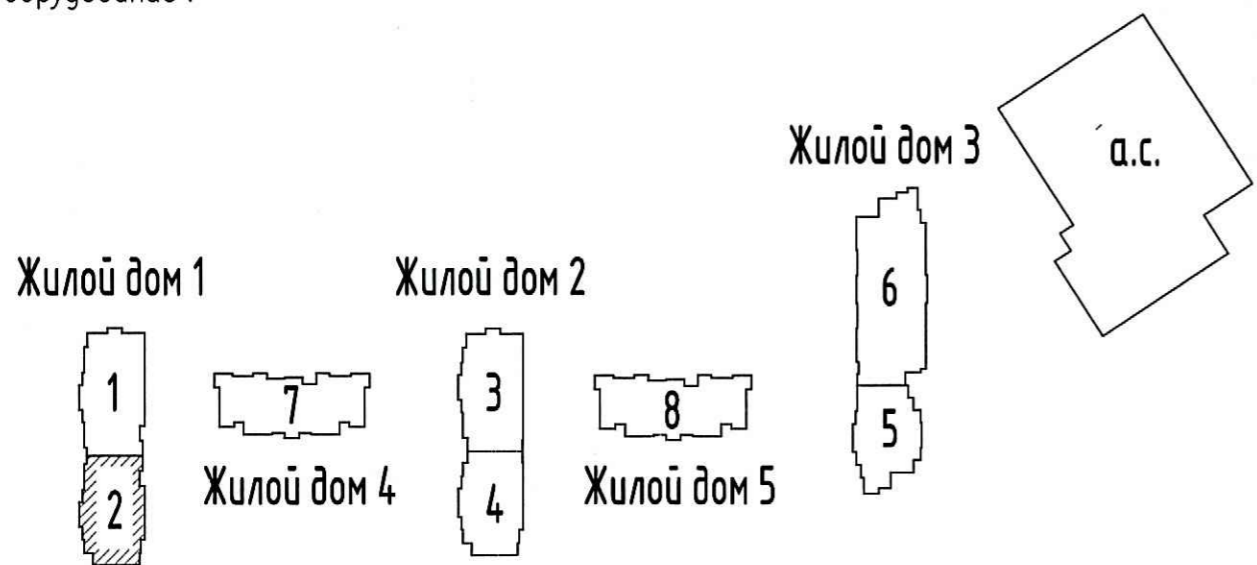 Жилой дом 3
а.с.
6
Жилой дом 1
Жилой дом 2
1
7
3
8
5
2
Жилой дом 4
4
Жилой дом 5